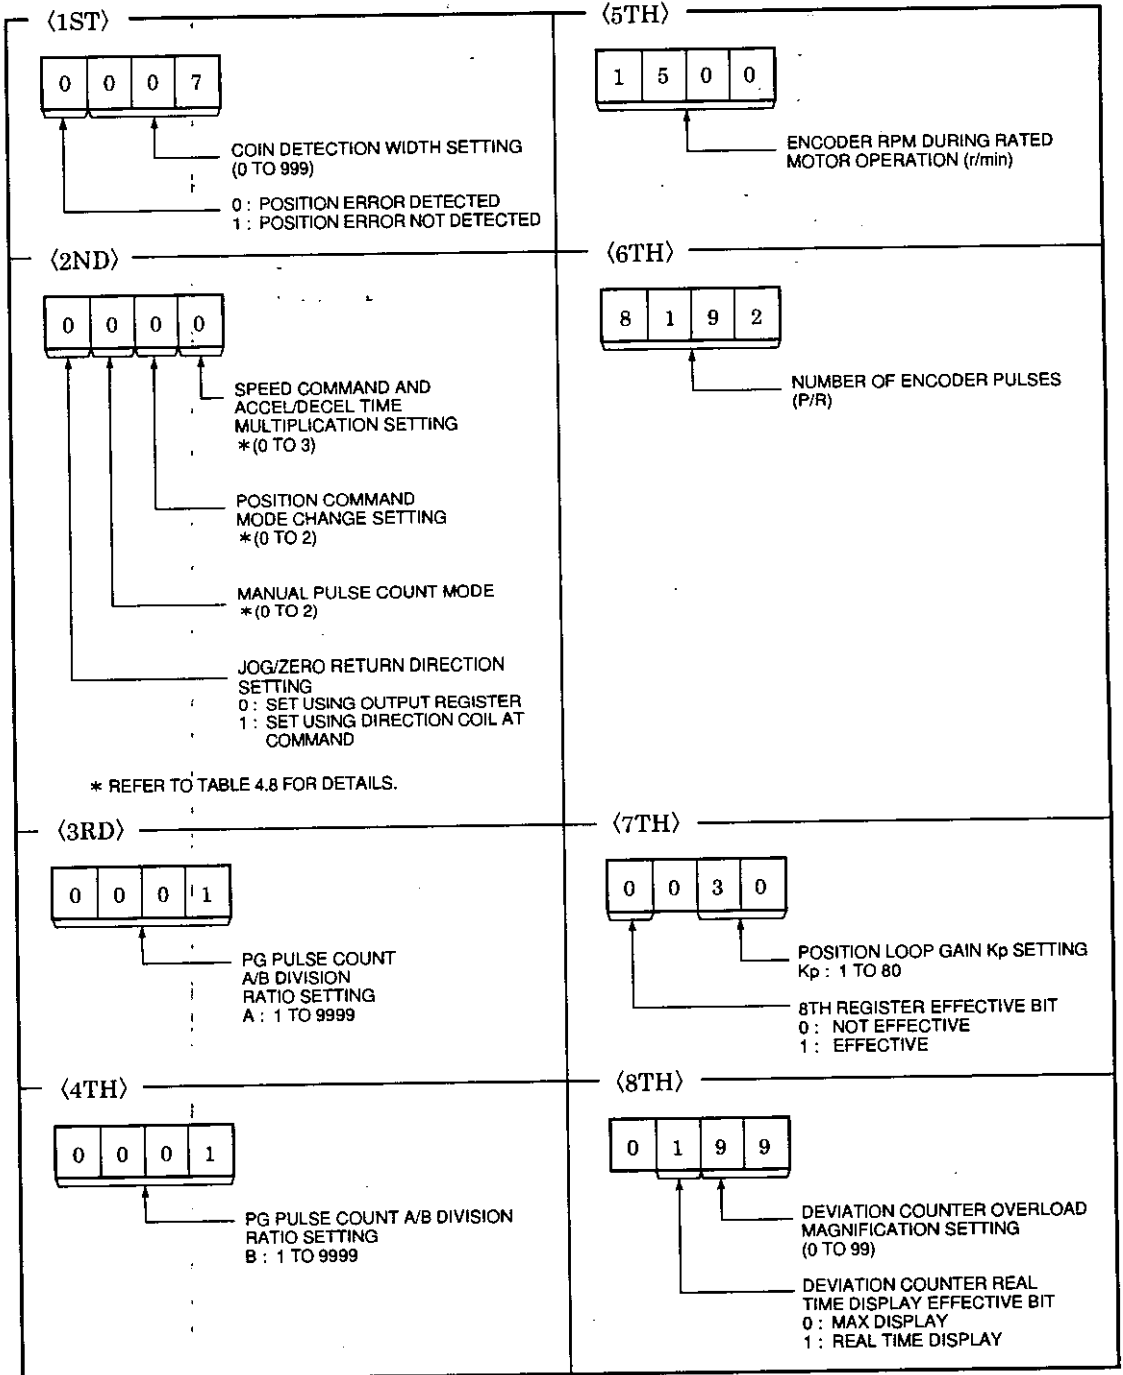 〈1ST〉
0 0 0 7
COIN DETECTION WIDTH SETTING
(0 TO 999)
0 : POSITION ERROR DETECTED
1 : POSITION ERROR NOT DETECTED
〈2ND〉
0 0 0 0
SPEED COMMAND AND
ACCEL/DECEL TIME
MULTIPLICATION SETTING
*(0 TO 3)
POSITION COMMAND
MODE CHANGE SETTING
*(0 TO 2)
MANUAL PULSE COUNT MODE
*(0 TO 2)
JOG/ZERO RETURN DIRECTION
SETTING
0 : SET USING OUTPUT REGISTER
1 : SET USING DIRECTION COIL AT
COMMAND
* REFER TO TABLE 4.8 FOR DETAILS.
〈3RD〉
0 0 0 1
PG PULSE COUNT
A/B DIVISION
RATIO SETTING
A : 1 TO 9999
〈4TH〉
0 0 0 1
PG PULSE COUNT A/B DIVISION
RATIO SETTING
B : 1 TO 9999
〈5TH〉
1 5 0 0
ENCODER RPM DURING RATED
MOTOR OPERATION (r/min)
〈6TH〉
8 1 9 2
NUMBER OF ENCODER PULSES
(P/R)
〈7TH〉
0 0 3 0
POSITION LOOP GAIN Kp SETTING
Kp : 1 TO 80
8TH REGISTER EFFECTIVE BIT
0 : NOT EFFECTIVE
1 : EFFECTIVE
〈8TH〉
0 1 9 9
DEVIATION COUNTER OVERLOAD
MAGNIFICATION SETTING
(0 TO 99)
DEVIATION COUNTER REAL
TIME DISPLAY EFFECTIVE BIT
0 : MAX DISPLAY
1 : REAL TIME DISPLAY